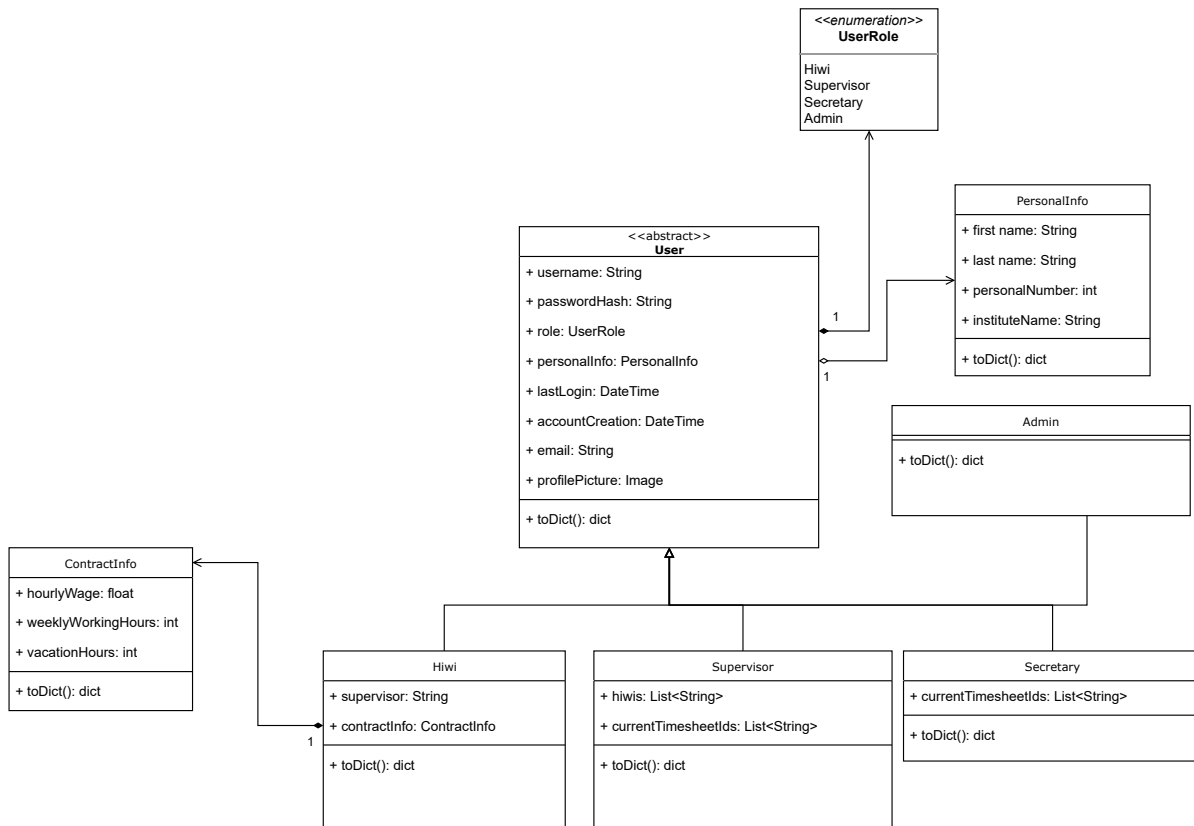 <<enumeration>>
UserRole
Hiwi
Supervisor
Secretary
Admin
PersonalInfo
+ first name: String
+ last name: String
+ personalNumber: int
+ instituteName: String
+ toDict(): dict
<<abstract>>
User
+ username: String
+ passwordHash: String
+ role: UserRole
+ personalInfo: PersonalInfo
+ lastLogin: DateTime
+ accountCreation: DateTime
+ email: String
+ profilePicture: Image
+ toDict(): dict
1
1
Admin
+ toDict(): dict
ContractInfo
+ hourlyWage: float
+ weeklyWorkingHours: int
+ vacationHours: int
+ toDict(): dict
1
Hiwi
+ supervisor: String
+ contractInfo: ContractInfo
+ toDict(): dict
Supervisor
+ hiwis: List<String>
+ currentTimesheetIds: List<String>
+ toDict(): dict
Secretary
+ currentTimesheetIds: List<String>
+ toDict(): dict